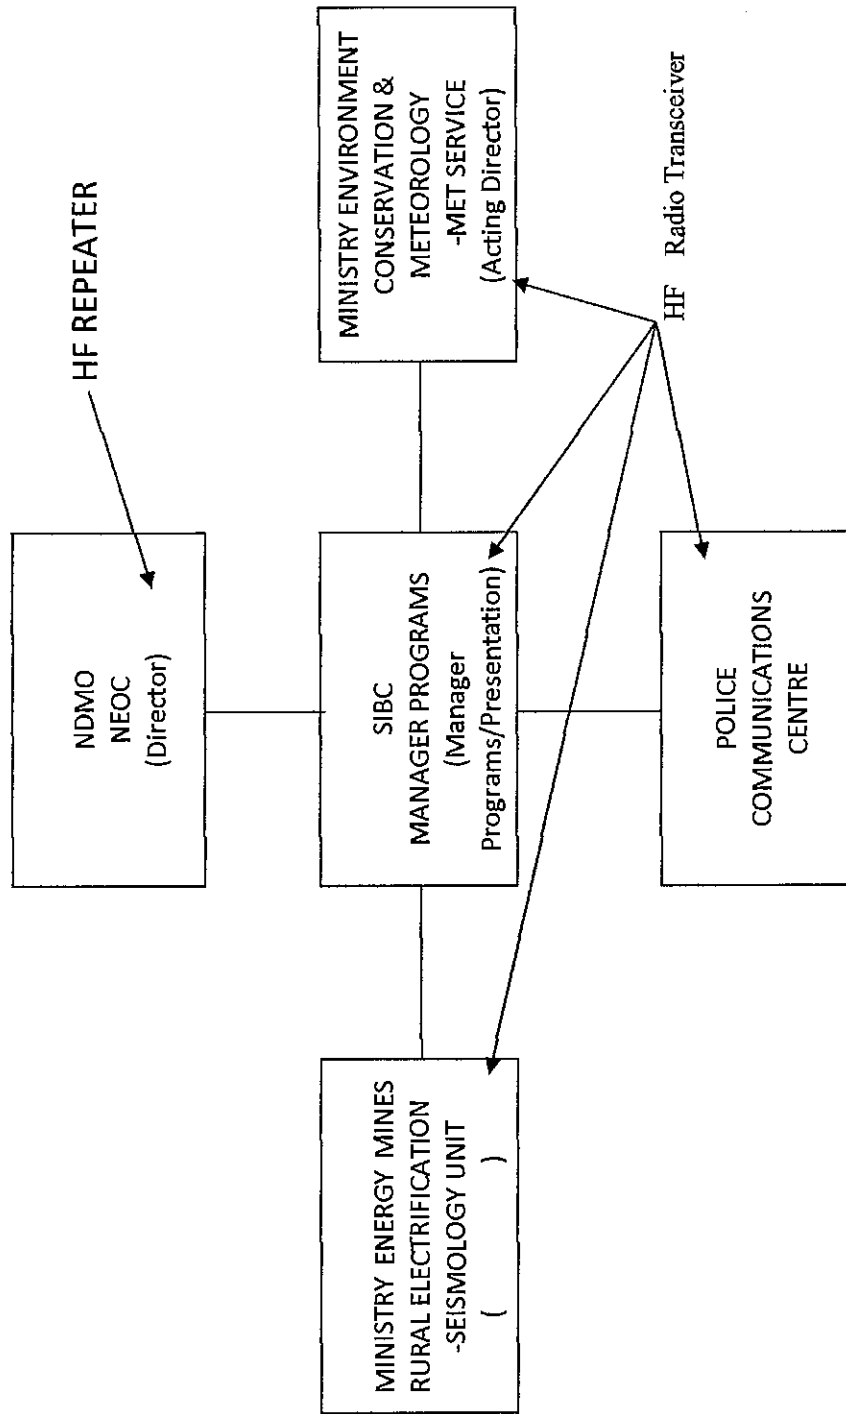 HF REPEATER
NDMO
NEOC
(Director)
MINISTRY ENERGY MINES
RURAL ELECTRIFICATION
-SEISMOLOGY UNIT
( )
SIBC
MANAGER PROGRAMS
(Manager
Programs/Presentation)
MINISTRY ENVIRONMENT
CONSERVATION &
METEOROLOGY
-MET SERVICE
(Acting Director)
POLICE
COMMUNICATIONS
CENTRE
HF Radio Transceiver